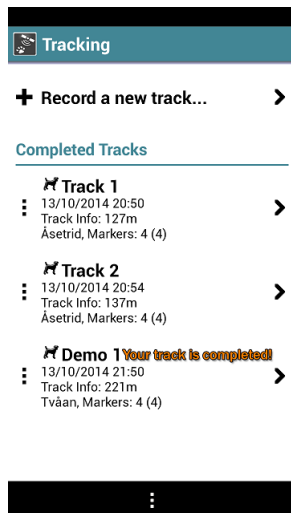 Tracking
Record a new track...
Completed Tracks
Track 1
13/10/2014 20:50
Track Info: 127m
Åsetrid, Markers: 4 (4)
Track 2
13/10/2014 20:54
Track Info: 137m
Åsetrid, Markers: 4 (4)
Demo 1 Your track is completed!
13/10/2014 21:50
Track Info: 221m
Tvåan, Markers: 4 (4)